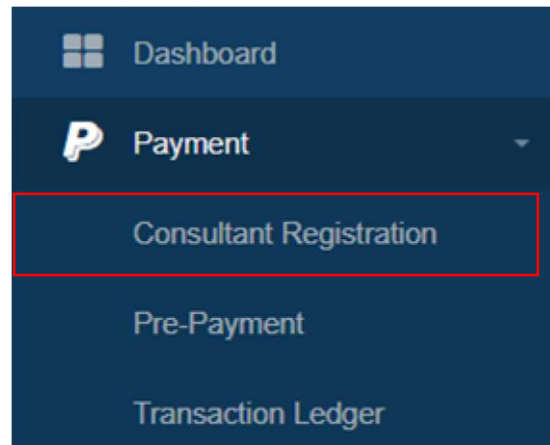 Dashboard
Payment
Consultant Registration
Pre-Payment
Transaction Ledger